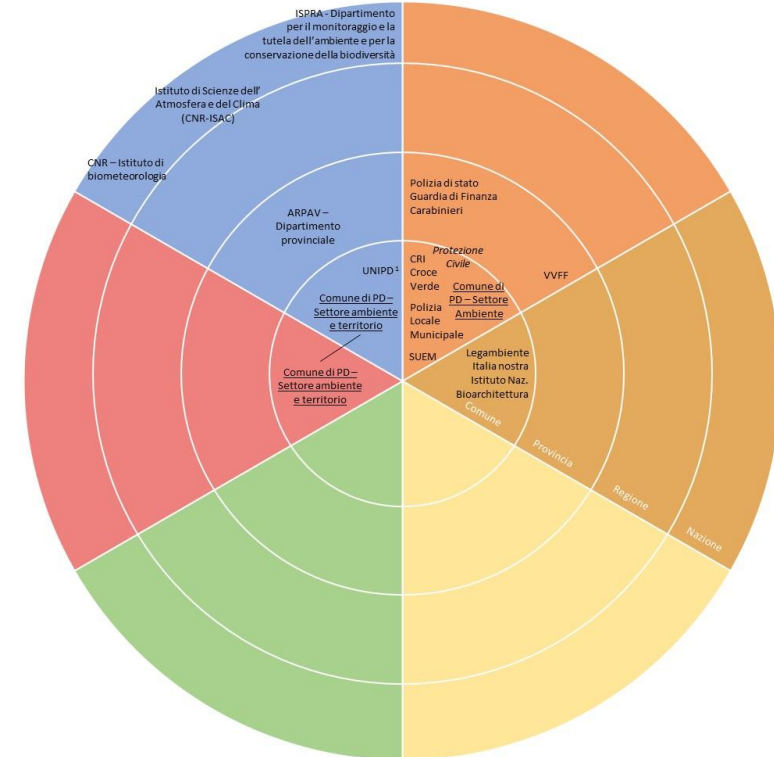 ISPRA - Dipartimento
per il monitoraggio e la
tutela dell'ambiente e per la
conservazione della biodiversità
Istituto di Scienze dell'
Atmosfera e del Clima
(CNR-ISAC)
CNR – Istituto di
biometeorologia
ARPAV –
Dipartimento
provinciale
UNIPD¹
Comune di PD –
Settore ambiente
e territorio
Comune di PD –
Settore ambiente
e territorio
Polizia di stato
Guardia di Finanza
Carabinieri
Protezione
Civile
CRI
Croce
Verde
Polizia
Locale
Municipale
SUEM
Comune di
PD – Settore
Ambiente
VVFF
Legambiente
Italia nostra
Istituto Naz.
Bioarchitettura
Comune
Provincia
Regione
Nazione